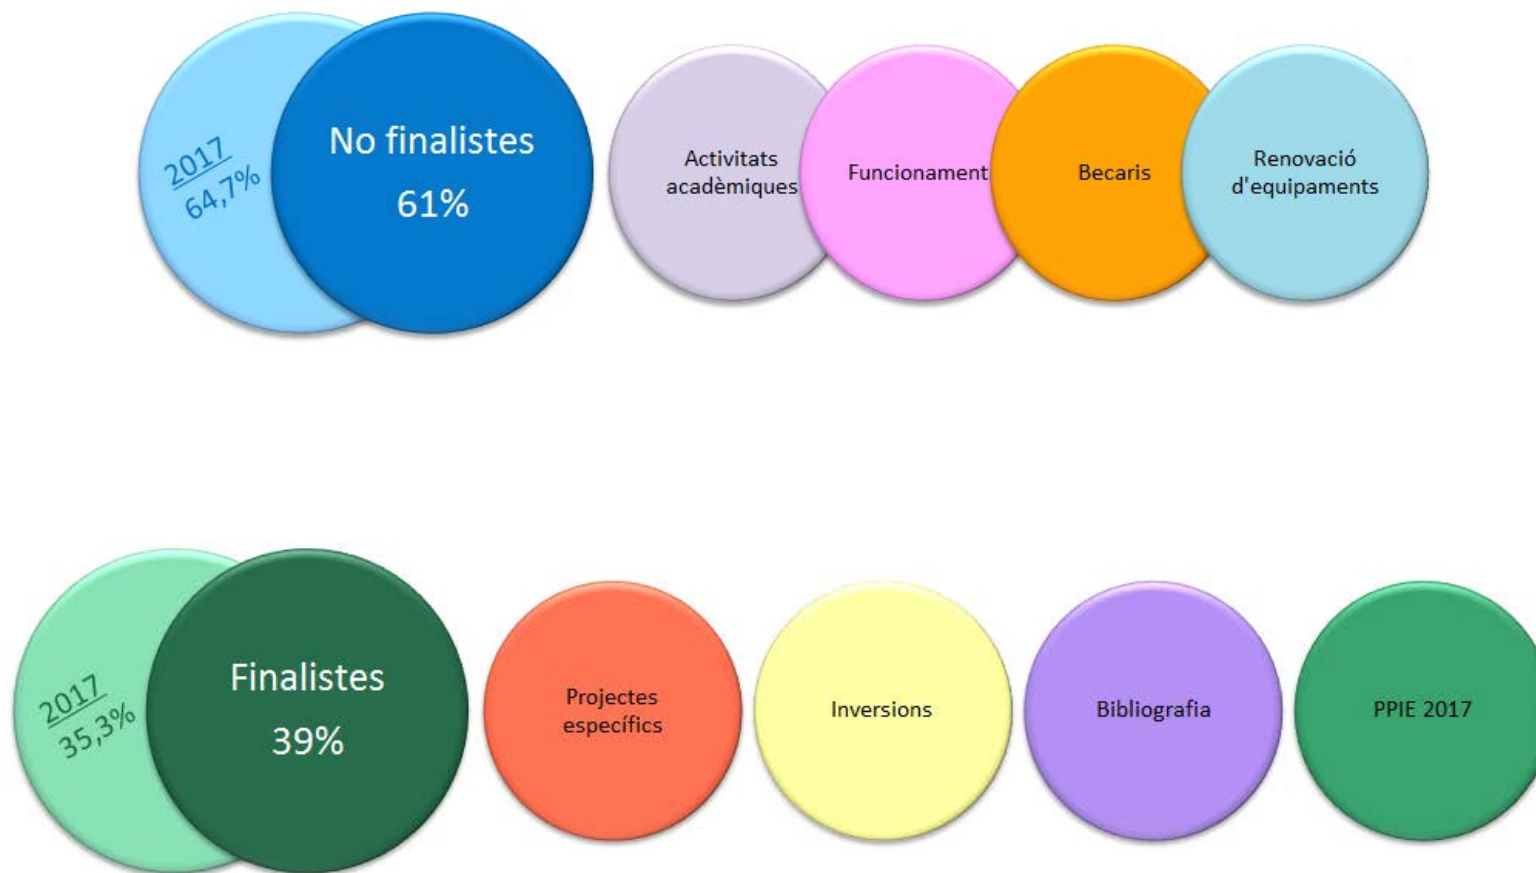 2017
64,7%
No finalistes
61%
Activitats
acadèmiques
Funcionament
Becaris
Renovació
d'equipaments
2017
35,3%
Finalistes
39%
Projectes
específics
Inversions
Bibliografia
PPIE 2017